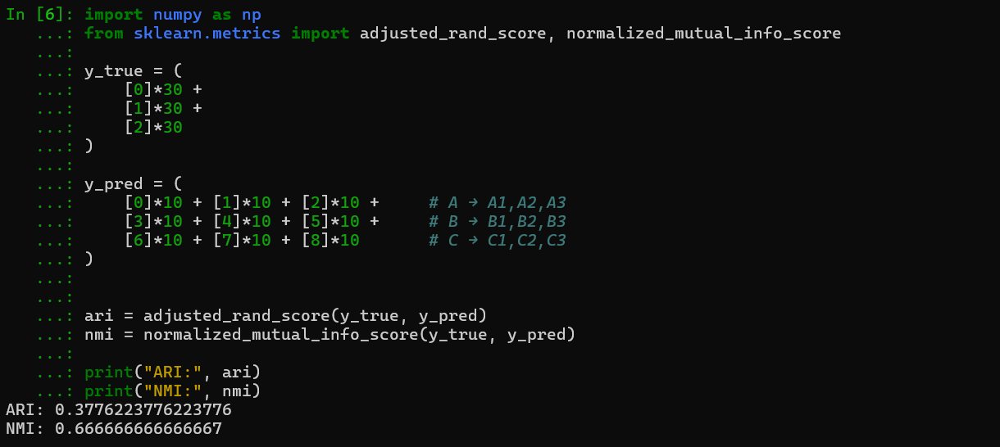 In [6]: import numpy as np
   ...: from sklearn.metrics import adjusted_rand_score, normalized_mutual_info_score
   ...:
   ...: y_true = (
   ...:     [0]*30 +
   ...:     [1]*30 +
   ...:     [2]*30
   ...: )
   ...:
   ...: y_pred = (
   ...:     [0]*10 + [1]*10 + [2]*10 +     # A → A1,A2,A3
   ...:     [3]*10 + [4]*10 + [5]*10 +     # B → B1,B2,B3
   ...:     [6]*10 + [7]*10 + [8]*10       # C → C1,C2,C3
   ...: )
   ...:
   ...:
   ...: ari = adjusted_rand_score(y_true, y_pred)
   ...: nmi = normalized_mutual_info_score(y_true, y_pred)
   ...:
   ...: print("ARI:", ari)
   ...: print("NMI:", nmi)
ARI: 0.3776223776223776
NMI: 0.666666666666667